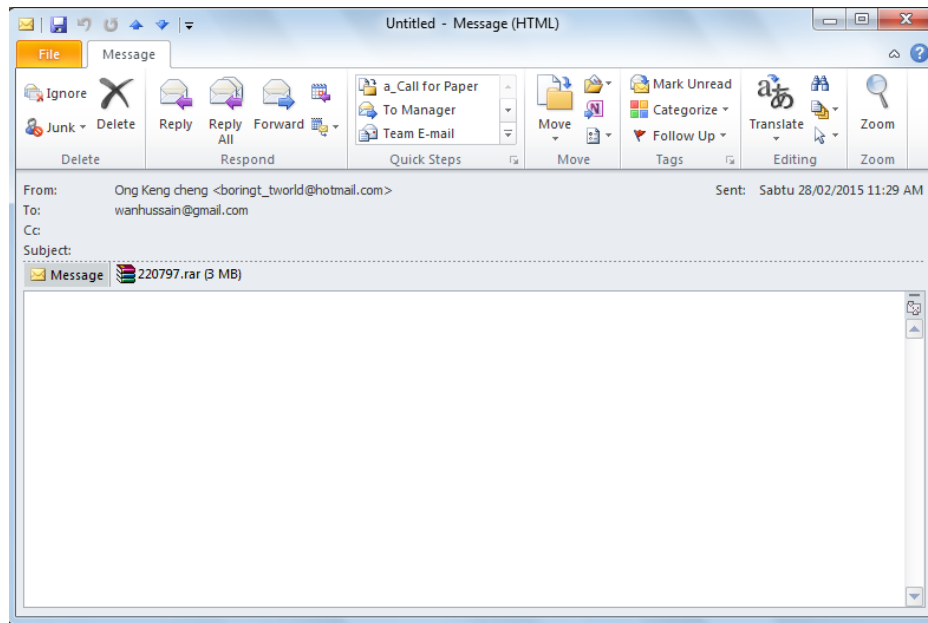 Untitled - Message (HTML)
File Message
Ignore
Junk
Delete
Reply
Reply All
Forward
a_Call for Paper
To Manager
Team E-mail
Move
Mark Unread
Categorize
Follow Up
Translate
Zoom
Delete Respond Quick Steps Move Tags Editing Zoom
From: Ong Keng cheng <boringt_tworld@hotmail.com> Sent: Sabtu 28/02/2015 11:29 AM
To: wanhussain@gmail.com
Cc:
Subject:
Message 220797.rar (3 MB)